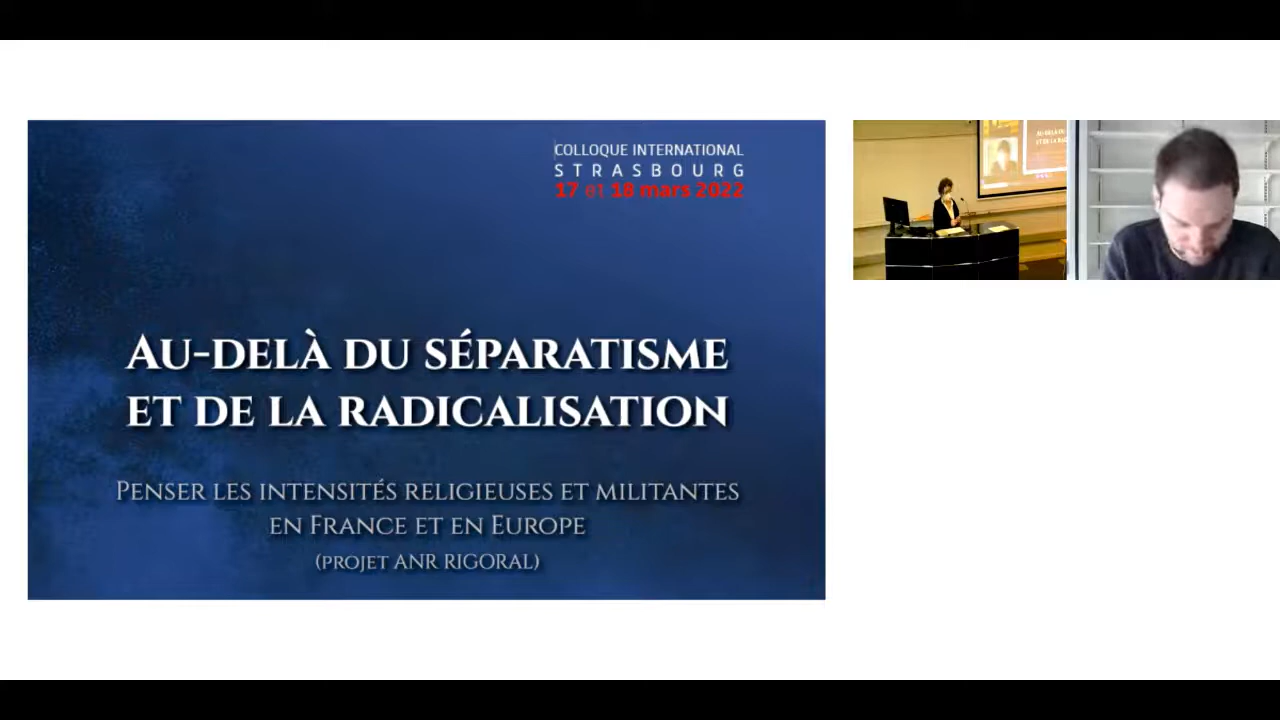 COLLOQUE INTERNATIONAL
STRASBOURG
17 et 18 mars 2022
AU-DELÀ DU SÉPARATISME
ET DE LA RADICALISATION
PENSER LES INTENSITÉS RELIGIEUSES ET MILITANTES
EN FRANCE ET EN EUROPE
(PROJET ANR RIGORAL)